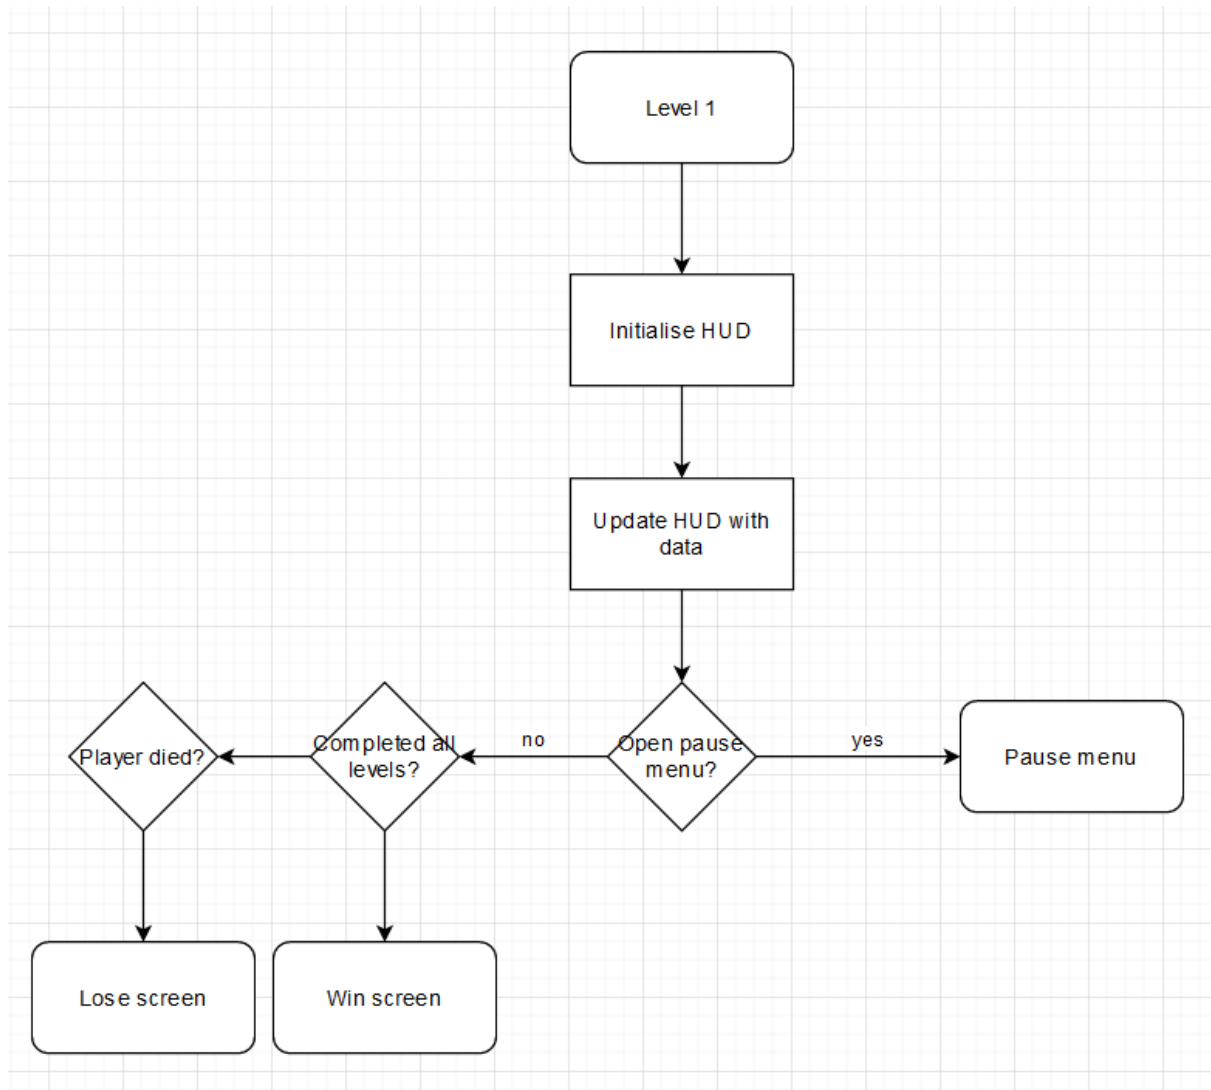 Level 1
Initialise HUD
Update HUD with
data
Player died?
Completed all
levels?
no
Open pause
menu?
yes
Pause menu
Lose screen
Win screen